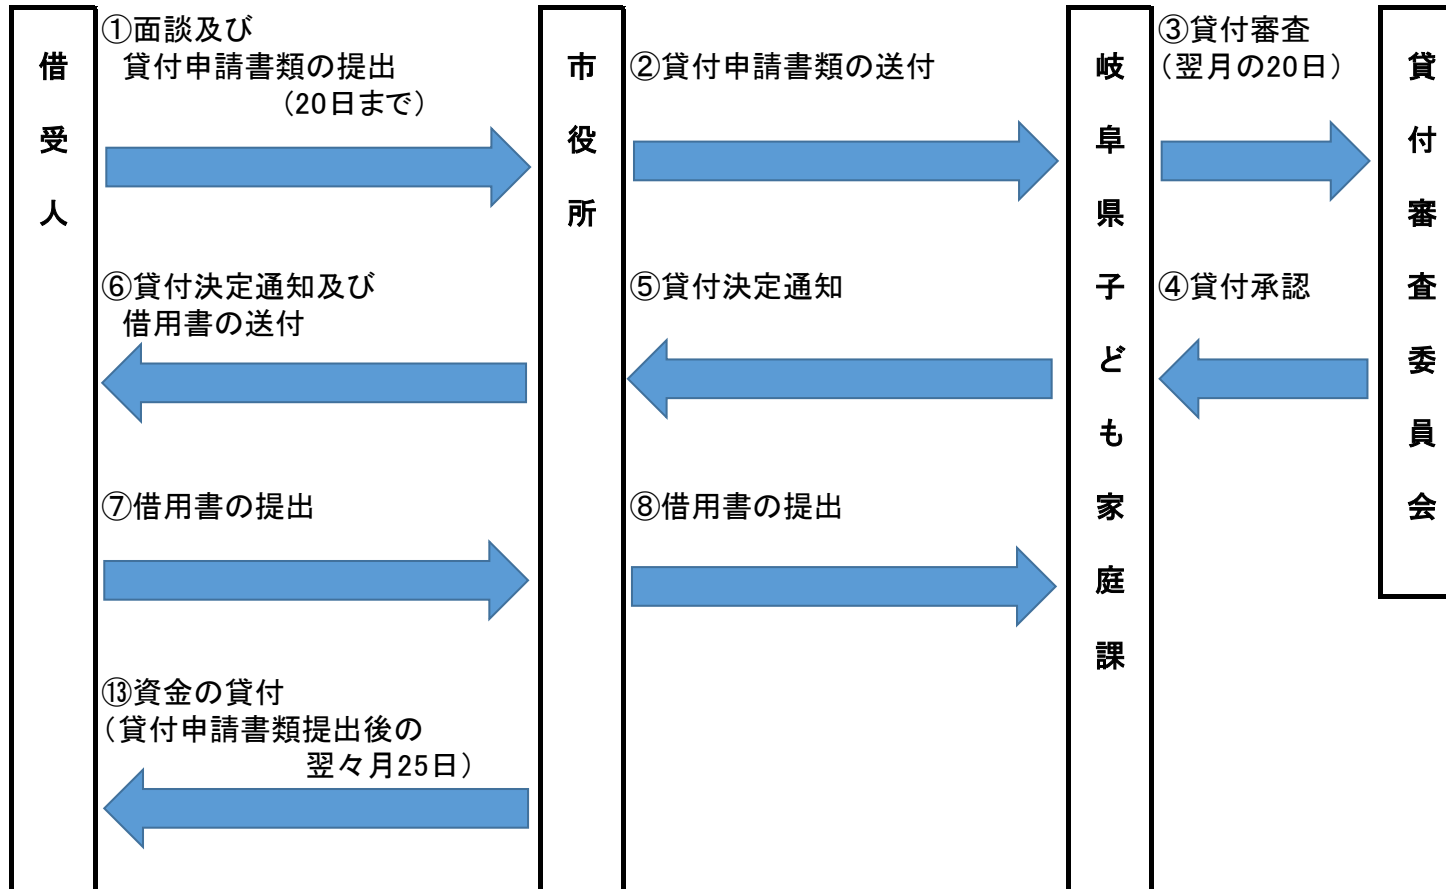 借受人
①面談及び
貸付申請書類の提出
（20日まで）
市役所
②貸付申請書類の送付
岐阜県子ども家庭課
③貸付審査
（翌月の20日）
貸付審査委員会
⑥貸付決定通知及び
借用書の送付
⑤貸付決定通知
④貸付承認
⑦借用書の提出
⑧借用書の提出
⑬資金の貸付
（貸付申請書類提出後の
翌々月25日）